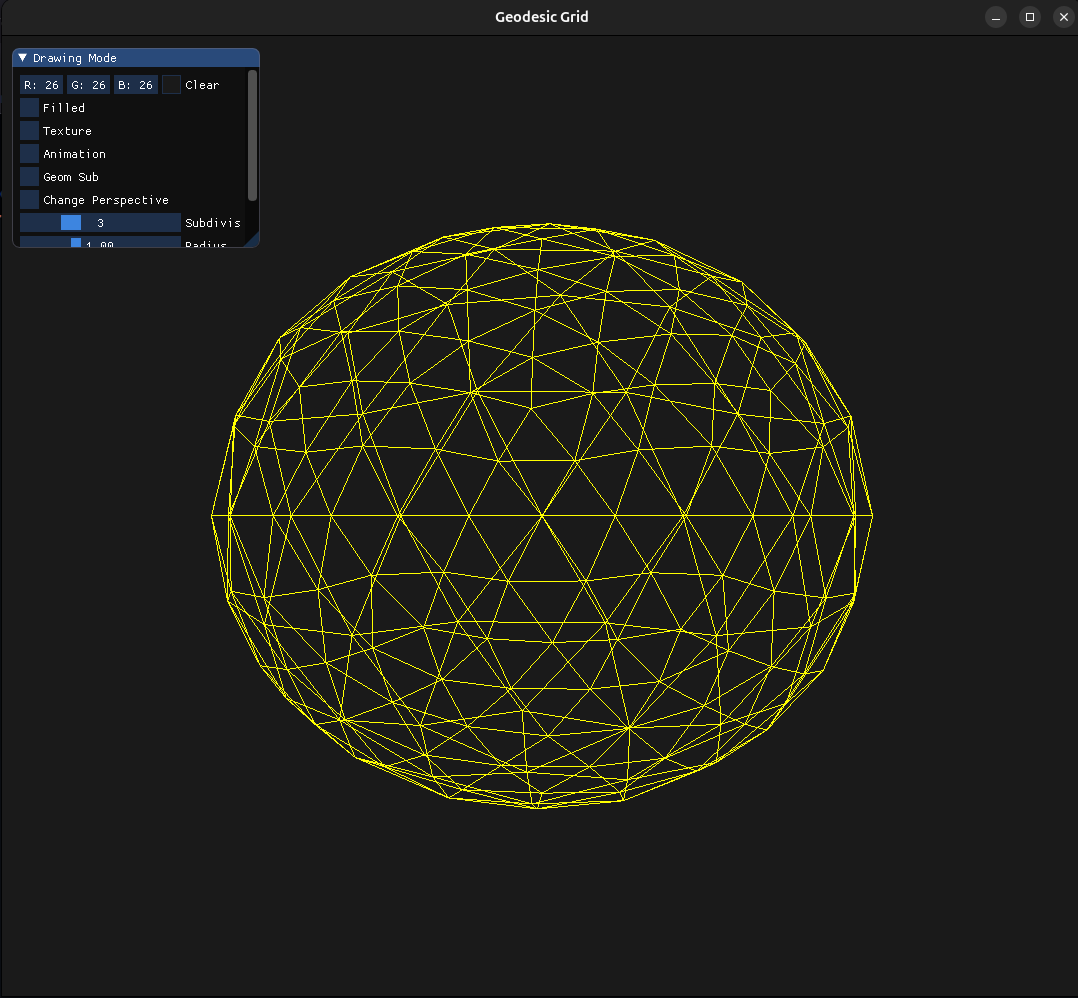 Geodesic Grid
Drawing Mode
R: 26 G: 26 B: 26 Clear
Filled
Texture
Animation
Geom Sub
Change Perspective
3 Subdivis
1.00 Radius